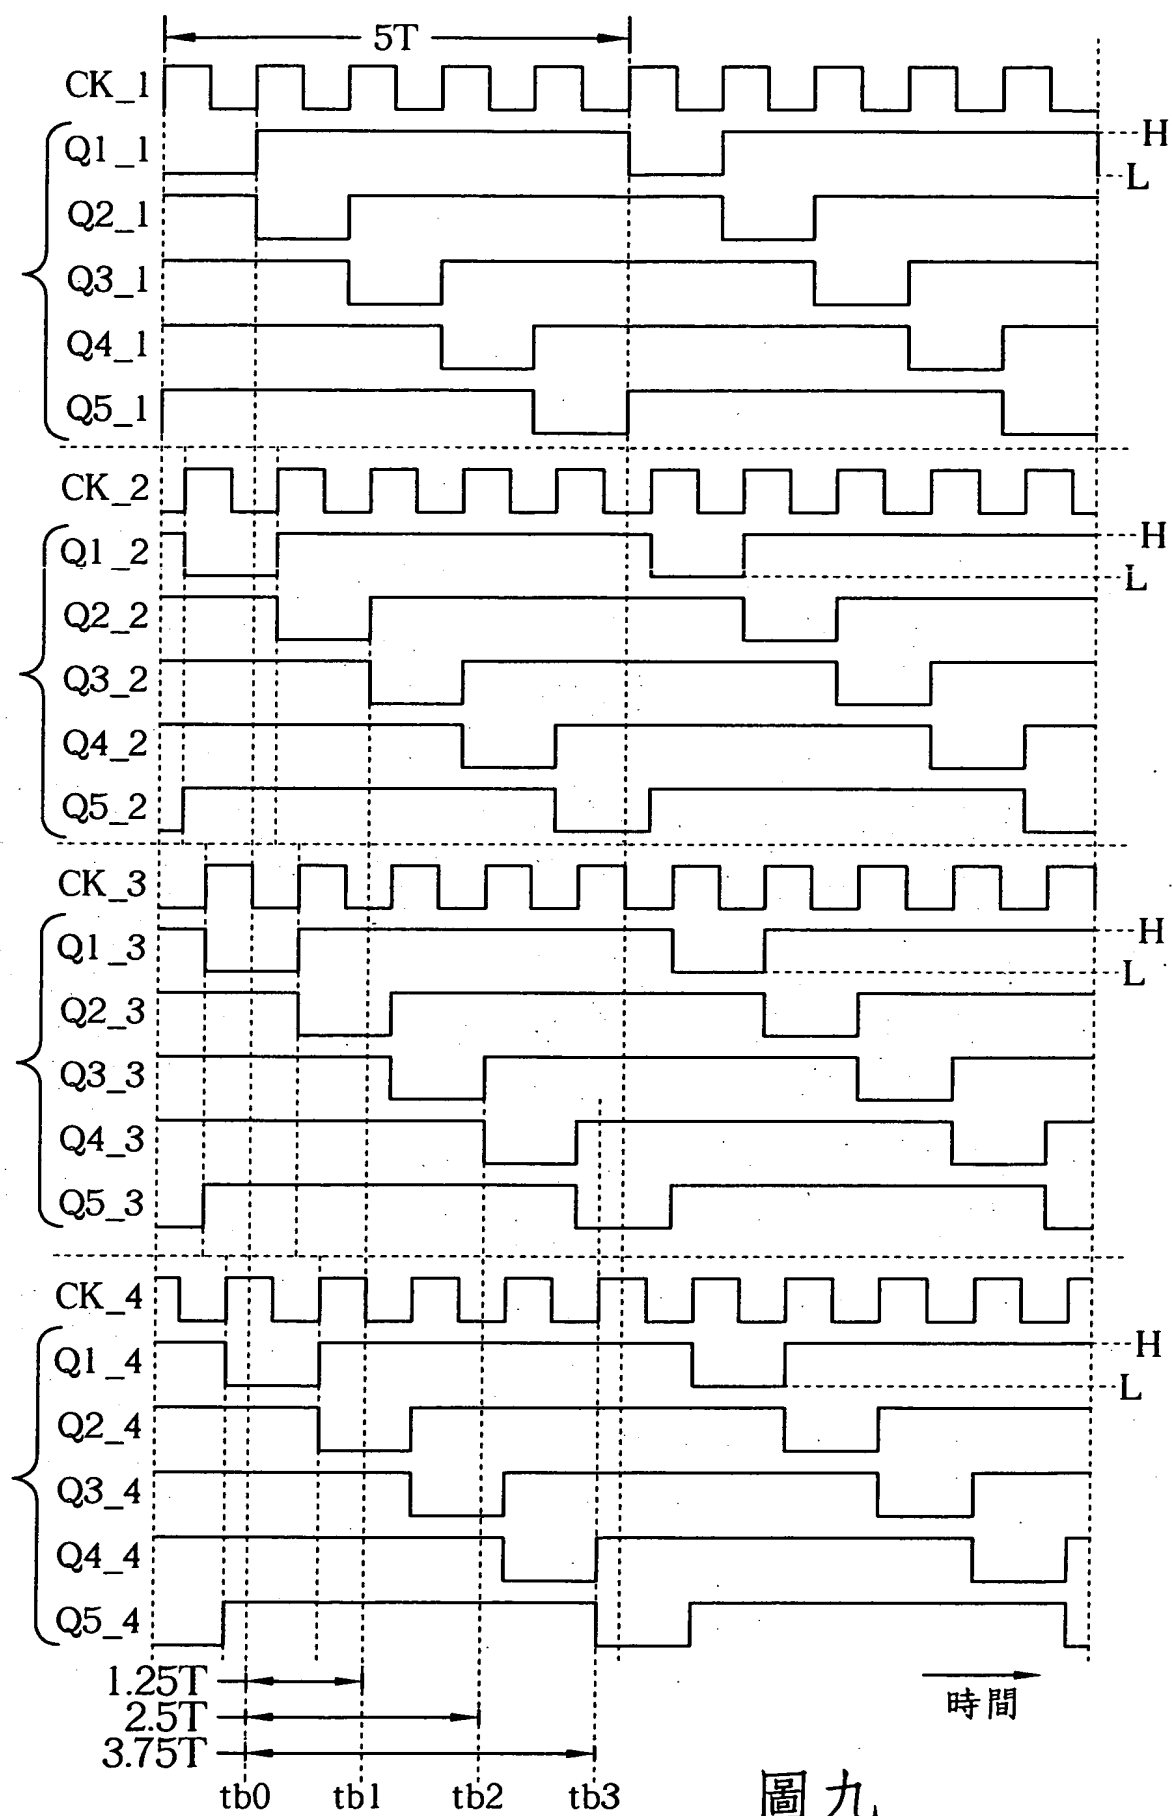 5T
CK_1
Q1_1
H
L
Q2_1
Q3_1
Q4_1
Q5_1
CK_2
Q1_2
H
L
Q2_2
Q3_2
Q4_2
Q5_2
CK_3
Q1_3
H
L
Q2_3
Q3_3
Q4_3
Q5_3
CK_4
Q1_4
H
L
Q2_4
Q3_4
Q4_4
Q5_4
1.25T
時間
2.5T
3.75T
tb0 tb1 tb2 tb3
圖九